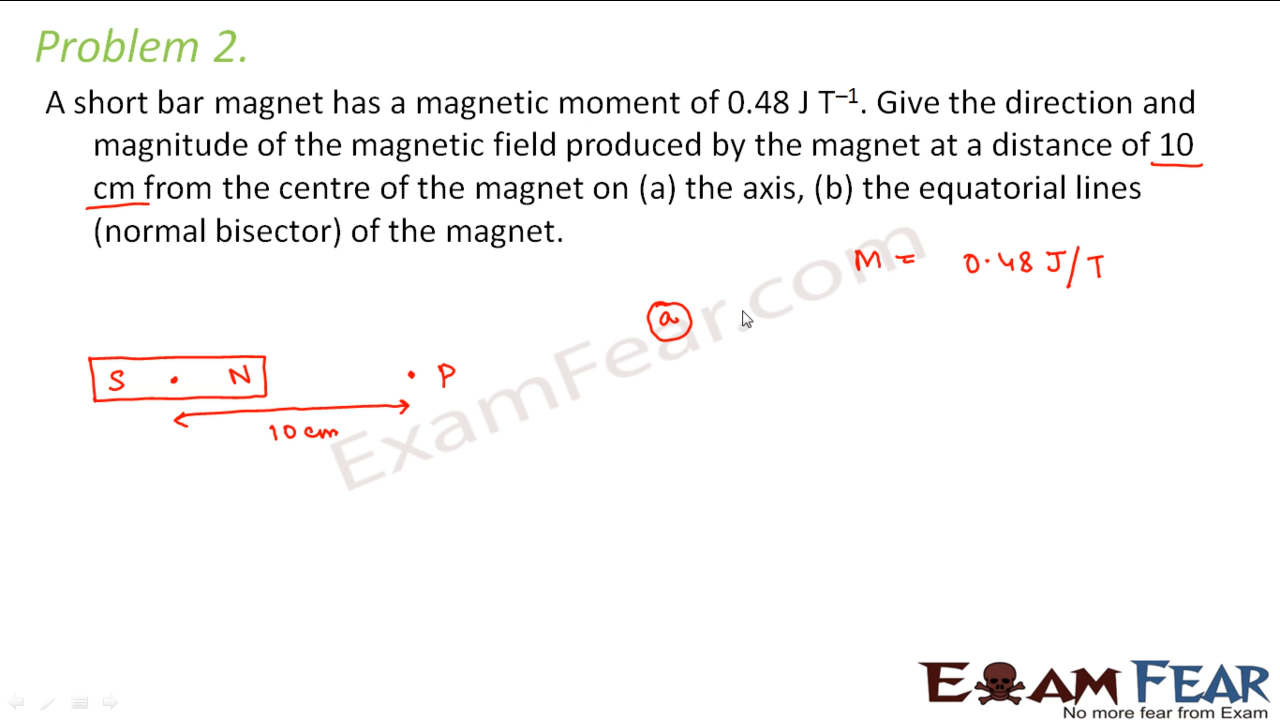 Problem 2.
A short bar magnet has a magnetic moment of 0.48 J T⁻¹. Give the direction and
magnitude of the magnetic field produced by the magnet at a distance of 10
cm from the centre of the magnet on (a) the axis, (b) the equatorial lines
(normal bisector) of the magnet.
M = 0.48 J/T
a
S N P
10 cm
ExamFear.com
EXAM FEAR
No more fear from Exam